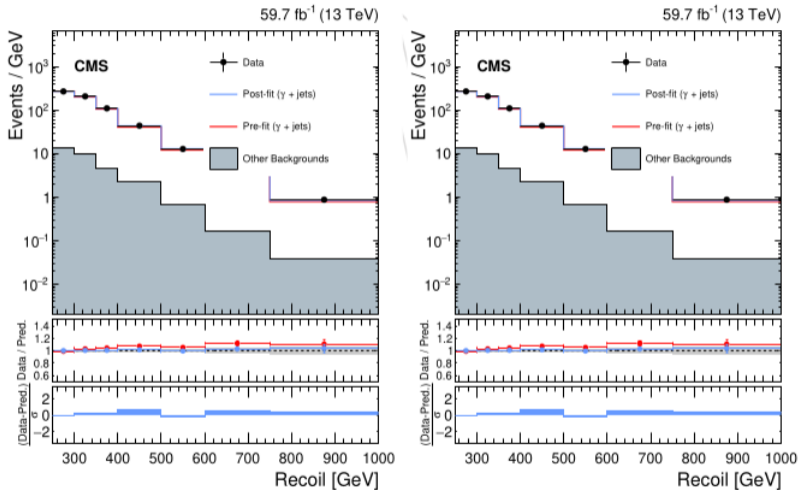 59.7 fb⁻¹ (13 TeV)
CMS
Data
Post-fit (γ + jets)
Pre-fit (γ + jets)
Other Backgrounds
Events / GeV
10³
10²
10
1
10⁻¹
10⁻²
Data / Pred.
1.4
1.2
1
0.8
0.6
(Data-Pred.)
σ
2
0
−2
300 400 500 600 700 800 900 1000
Recoil [GeV]
59.7 fb⁻¹ (13 TeV)
CMS
Data
Post-fit (γ + jets)
Pre-fit (γ + jets)
Other Backgrounds
Events / GeV
10³
10²
10
1
10⁻¹
10⁻²
Data / Pred.
1.4
1.2
1
0.8
0.6
(Data-Pred.)
σ
2
0
−2
300 400 500 600 700 800 900 1000
Recoil [GeV]